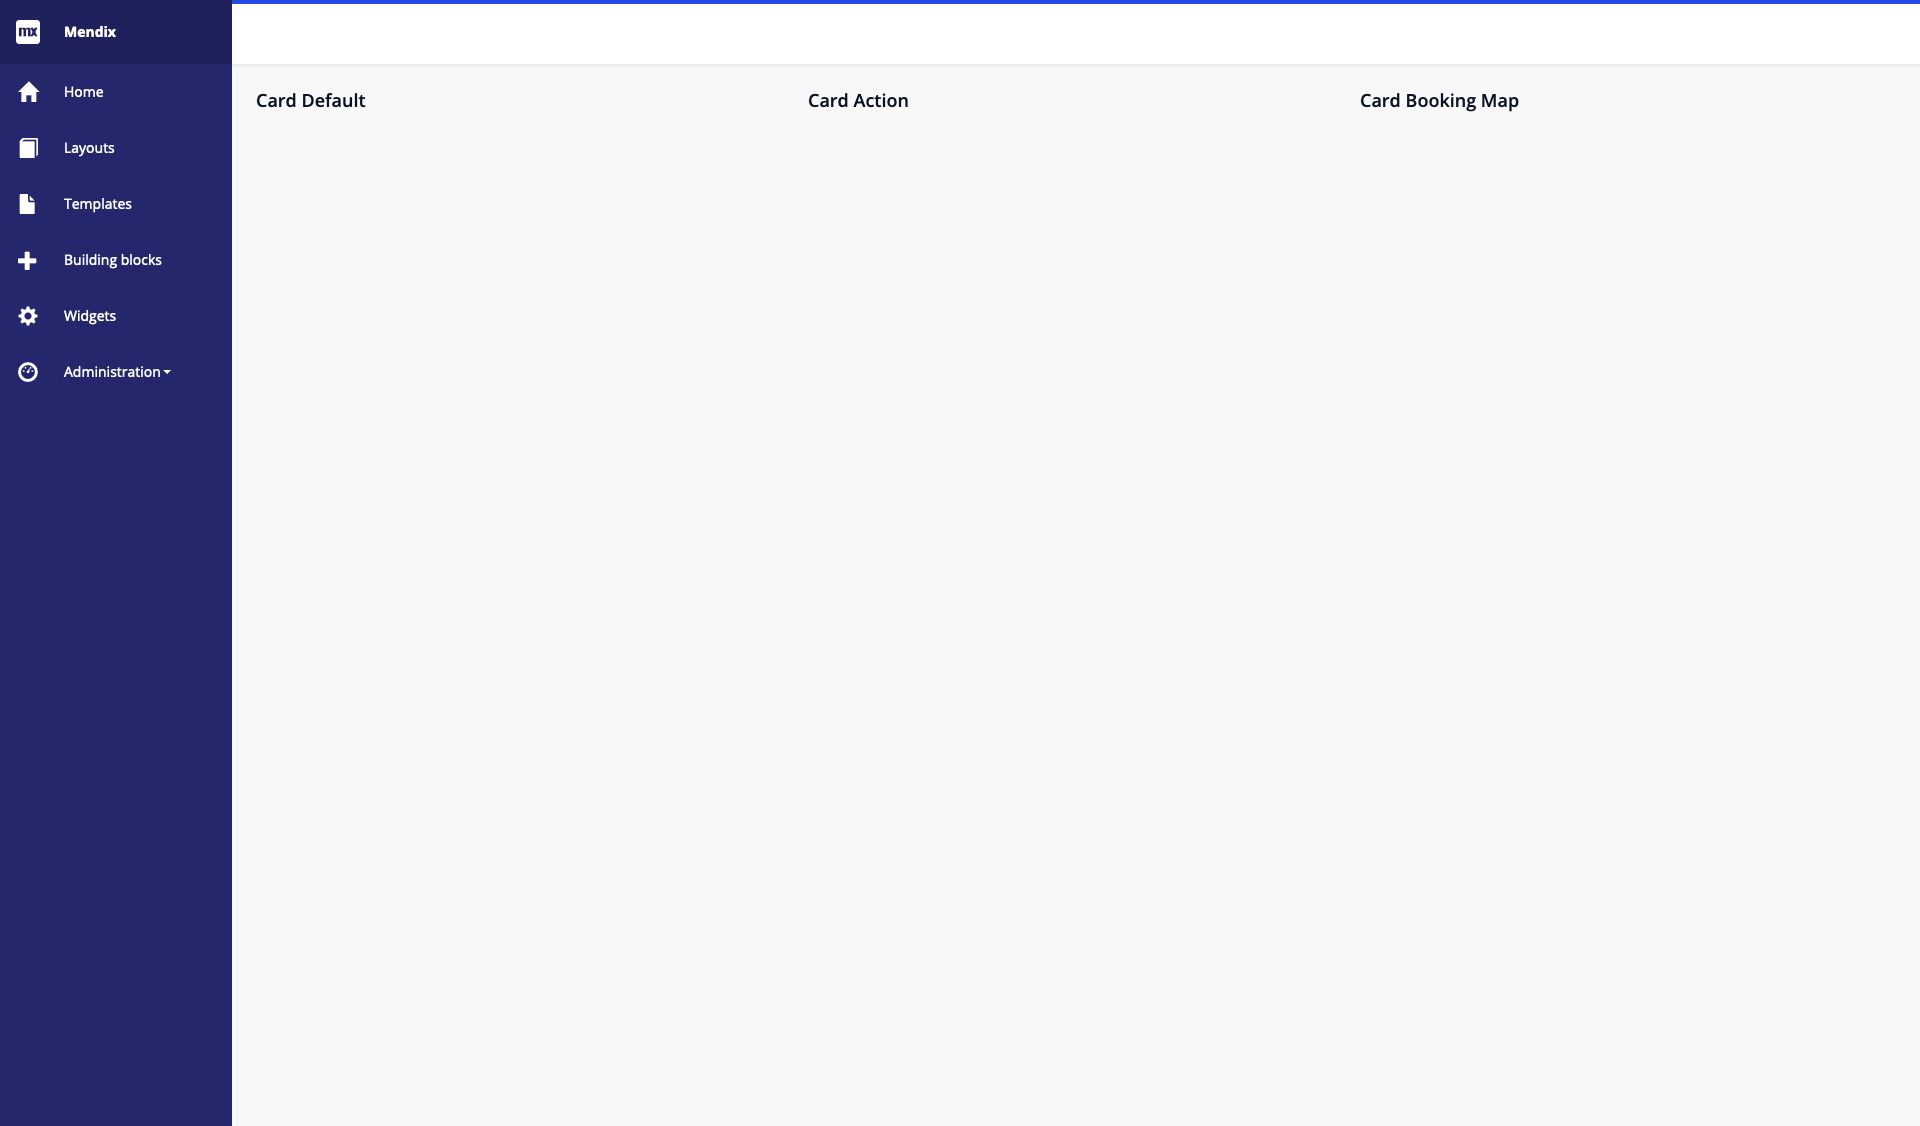 mx Mendix
Home
Layouts
Templates
Building blocks
Widgets
Administration
Card Default
Card Action
Card Booking Map